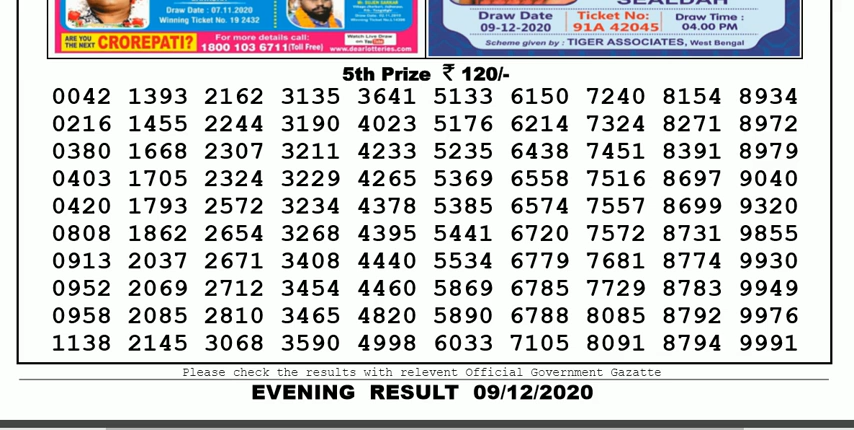 SEALDAH
Draw Date : 07.11.2020
Winning Ticket No. 19 2432
Draw Date
09-12-2020
Ticket No:
91A 42045
Draw Time :
04.00 PM
ARE YOU
THE NEXT
CROREPATI?
For more details call:
1800 103 6711(Toll Free)
Watch Live Draw
on YouTube
www.dearlotteries.com
Scheme given by : TIGER ASSOCIATES, West Bengal
5th Prize ₹ 120/-
0042 1393 2162 3135 3641 5133 6150 7240 8154 8934
0216 1455 2244 3190 4023 5176 6214 7324 8271 8972
0380 1668 2307 3211 4233 5235 6438 7451 8391 8979
0403 1705 2324 3229 4265 5369 6558 7516 8697 9040
0420 1793 2572 3234 4378 5385 6574 7557 8699 9320
0808 1862 2654 3268 4395 5441 6720 7572 8731 9855
0913 2037 2671 3408 4440 5534 6779 7681 8774 9930
0952 2069 2712 3454 4460 5869 6785 7729 8783 9949
0958 2085 2810 3465 4820 5890 6788 8085 8792 9976
1138 2145 3068 3590 4998 6033 7105 8091 8794 9991
Please check the results with relevent Official Government Gazatte
EVENING RESULT 09/12/2020